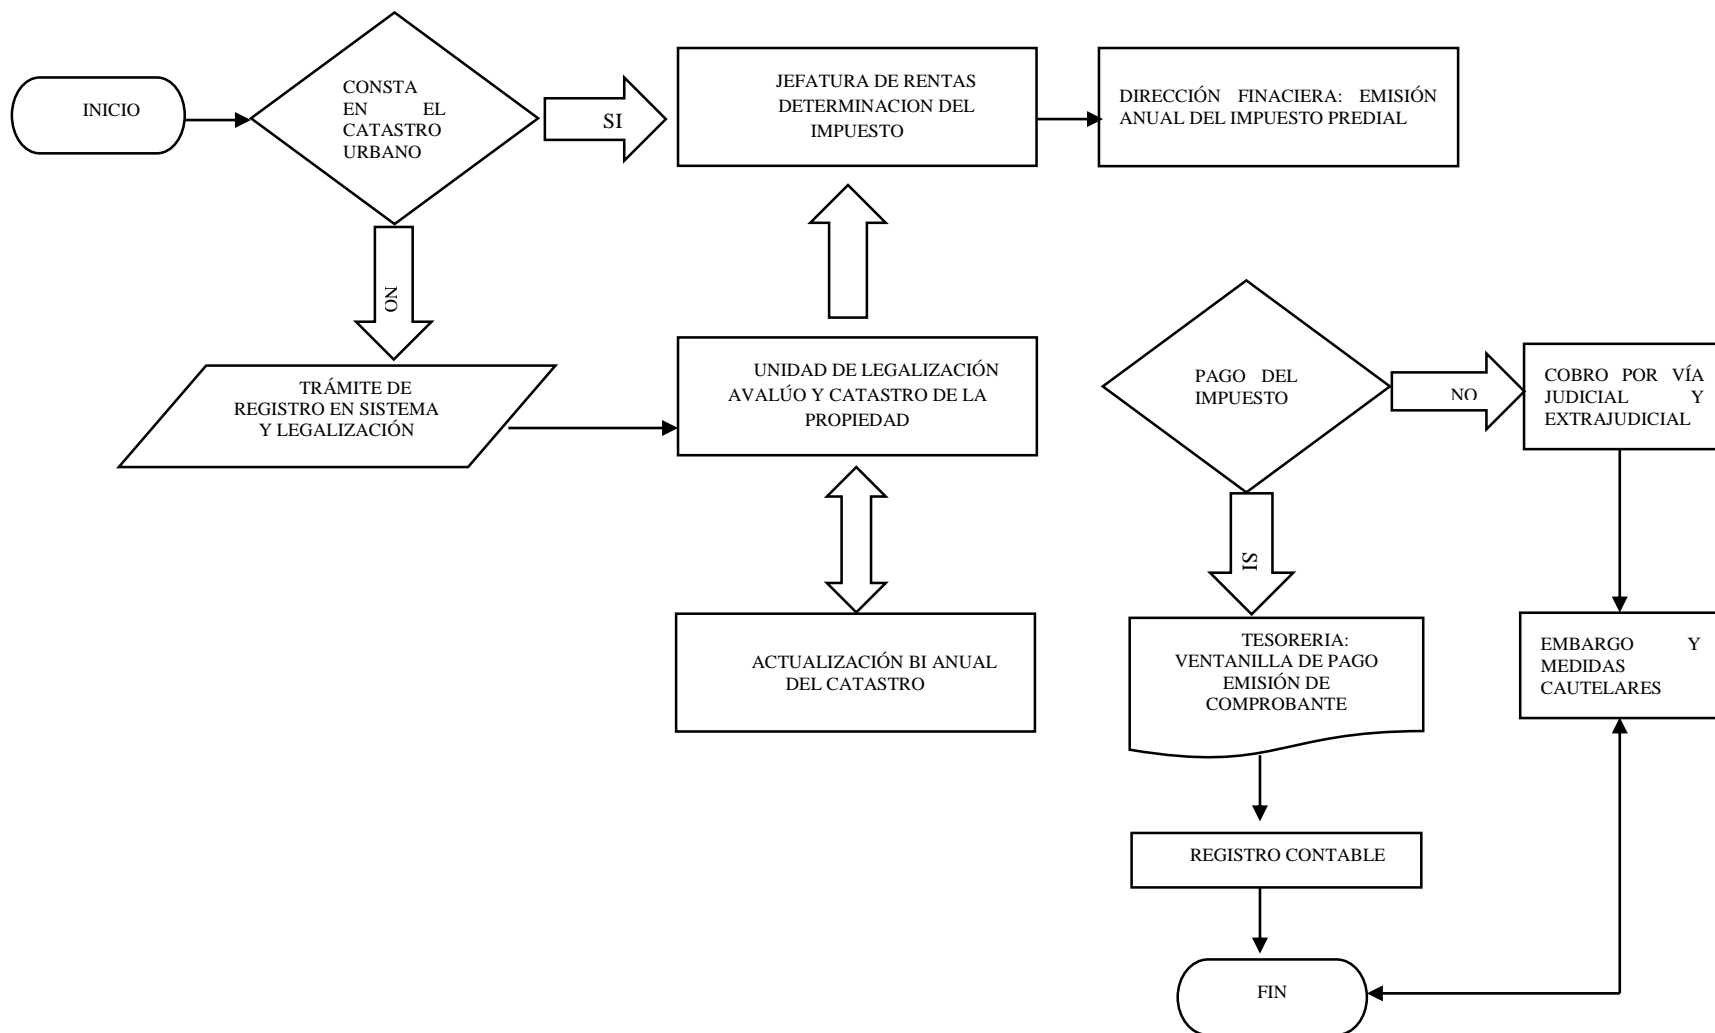 INICIO
CONSTA
EN EL
CATASTRO
URBANO
SI
JEFATURA DE RENTAS
DETERMINACION DEL
IMPUESTO
DIRECCIÓN FINACIERA: EMISIÓN
ANUAL DEL IMPUESTO PREDIAL
NO
TRÁMITE DE
REGISTRO EN SISTEMA
Y LEGALIZACIÓN
UNIDAD DE LEGALIZACIÓN
AVALÚO Y CATASTRO DE LA
PROPIEDAD
ACTUALIZACIÓN BI ANUAL
DEL CATASTRO
PAGO DEL
IMPUESTO
NO
COBRO POR VÍA
JUDICIAL Y
EXTRAJUDICIAL
SI
TESORERIA:
VENTANILLA DE PAGO
EMISIÓN DE
COMPROBANTE
EMBARGO Y
MEDIDAS
CAUTELARES
REGISTRO CONTABLE
FIN